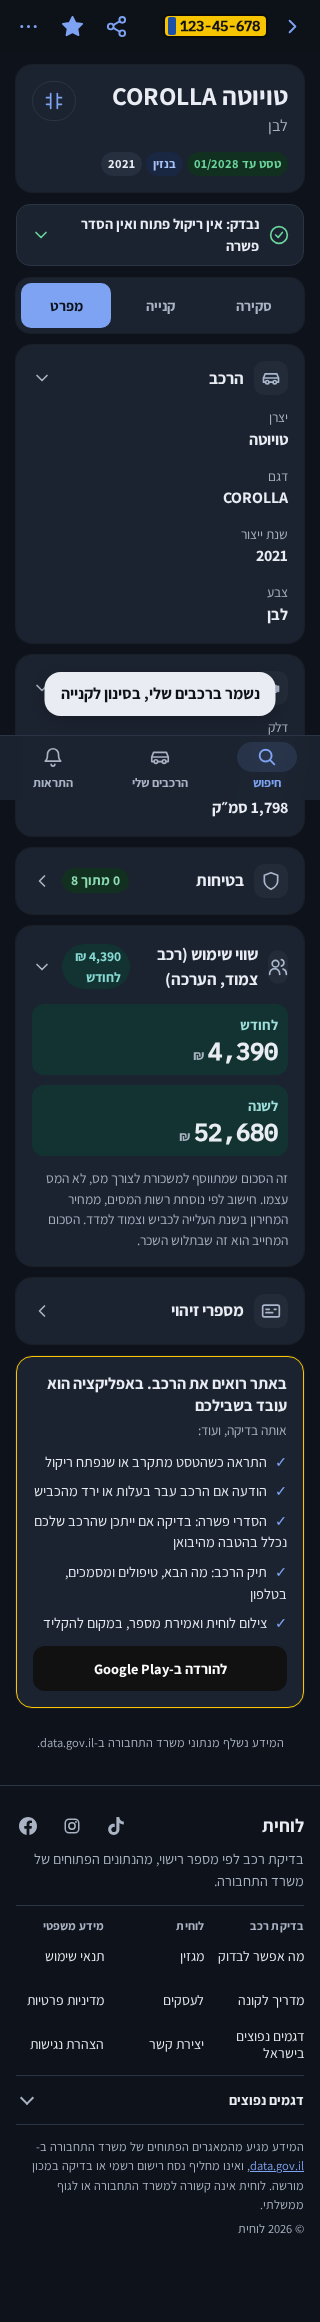 123-45-678
טויוטה COROLLA
לבן
טסט עד 01/2028
בנזין
2021
נבדק: אין ריקול פתוח ואין הסדר
פשרה
סקירה
קנייה
מפרט
הרכב
יצרן
טויוטה
דגם
COROLLA
שנת ייצור
2021
צבע
לבן
נשמר ברכבים שלי, בסינון לקנייה
דלק
חיפוש
הרכבים שלי
התראות
1,798 סמ״ק
בטיחות
0 מתוך 8
שווי שימוש (רכב
צמוד, הערכה)
4,390 ₪
לחודש
לחודש
4,390 ₪
לשנה
52,680 ₪
זה הסכום שמתווסף למשכורת לצורך מס, לא המס
עצמו. חישוב לפי נוסחת רשות המסים, ממחיר
המחירון בשנת העלייה לכביש וצמוד למדד. הסכום
המחייב הוא זה שבתלוש השכר.
מספרי זיהוי
באתר רואים את הרכב. באפליקציה הוא
עובד בשבילכם
אותה בדיקה, ועוד:
✓ התראה כשהטסט מתקרב או שנפתח ריקול
✓ הודעה אם הרכב עבר בעלות או ירד מהכביש
✓ הסדרי פשרה: בדיקה אם ייתכן שהרכב שלכם
נכלל בהטבה מהיבואן
✓ תיק הרכב: מה הבא, טיפולים ומסמכים,
בטלפון
✓ צילום לוחית ואמירת מספר, במקום להקליד
להורדה ב-Google Play
המידע נשלף מנתוני משרד התחבורה ב-data.gov.il.
לוחית
בדיקת רכב לפי מספר רישוי, מהנתונים הפתוחים של
משרד התחבורה.
בדיקת רכב
לוחית
מידע משפטי
מה אפשר לבדוק
מגזין
תנאי שימוש
מדריך לקונה
לעסקים
מדיניות פרטיות
דגמים נפוצים
בישראל
יצירת קשר
הצהרת נגישות
דגמים נפוצים
המידע מגיע מהמאגרים הפתוחים של משרד התחבורה ב-
data.gov.il, ואינו מחליף נסח רישום רשמי או בדיקה במכון
מורשה. לוחית אינה קשורה למשרד התחבורה או לגוף
ממשלתי.
© 2026 לוחית